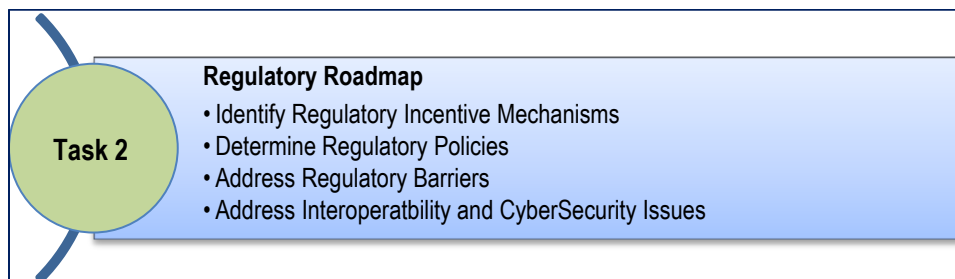 Task 2
Regulatory Roadmap
• Identify Regulatory Incentive Mechanisms
• Determine Regulatory Policies
• Address Regulatory Barriers
• Address Interoperatbility and CyberSecurity Issues